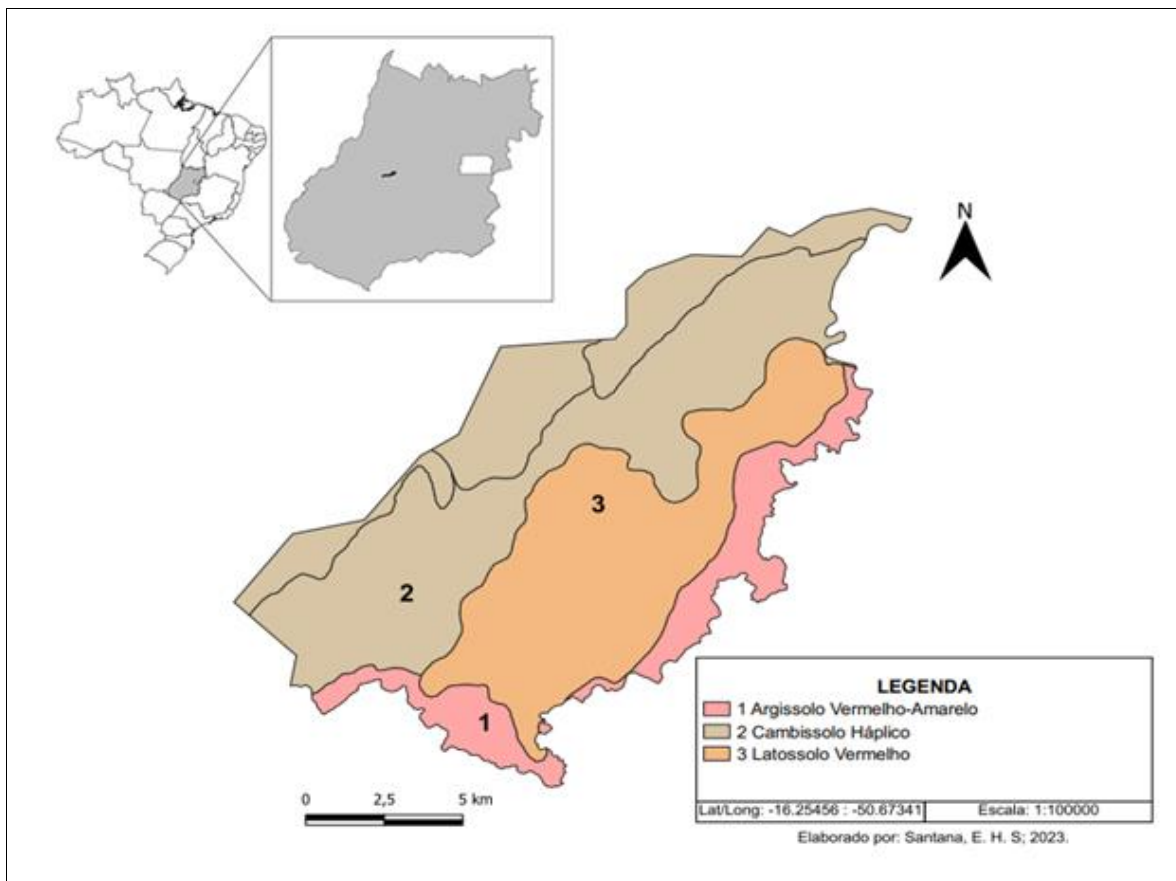 N
3
2
1
0 2,5 5 km
LEGENDA
1 Argissolo Vermelho-Amarelo
2 Cambissolo Háplico
3 Latossolo Vermelho
Lat/Long: -16.25456 : -50.67341 Escala: 1:100000
Elaborado por: Santana, E. H. S; 2023.